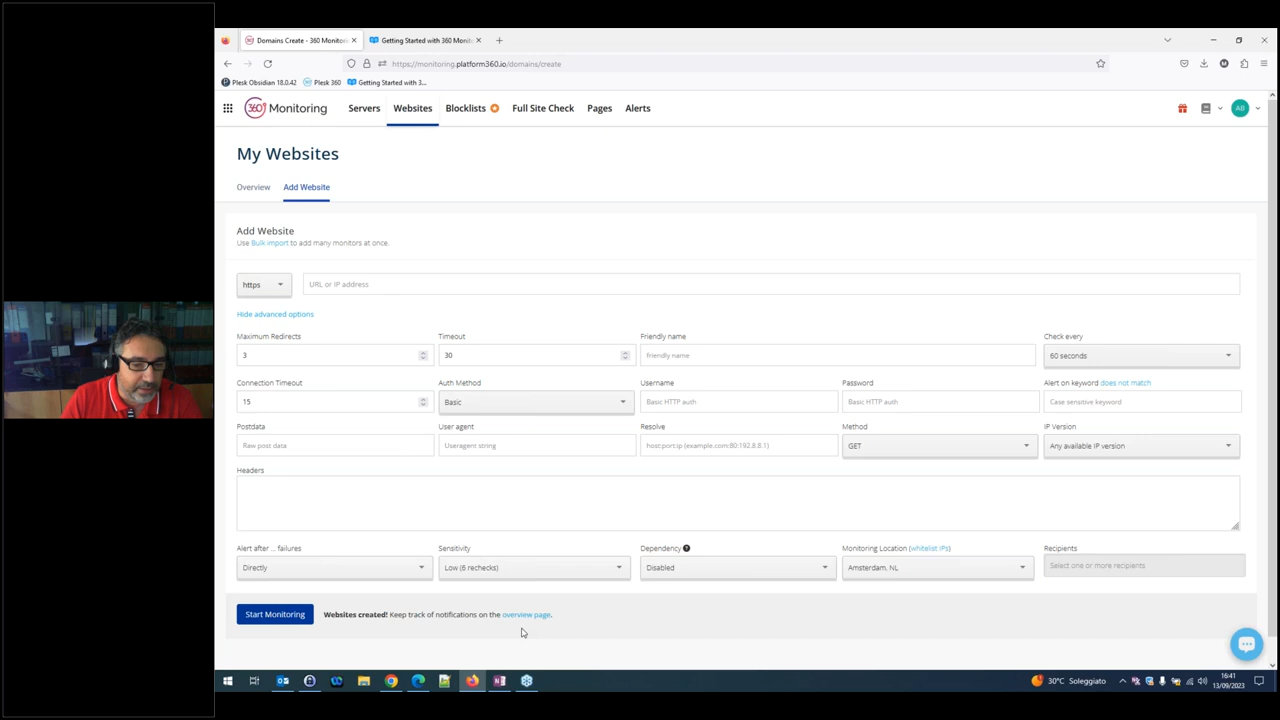 Domains Create - 360 Monitorin
Getting Started with 360 Monit
https://monitoring.platform360.io/domains/create
Plesk Obsidian 18.0.42
Plesk 360
Getting Started with 3...
360 Monitoring
Servers
Websites
Blocklists
Full Site Check
Pages
Alerts
AB
My Websites
Overview
Add Website
Add Website
Use Bulk import to add many monitors at once.
https
URL or IP address
Hide advanced options
Maximum Redirects
Timeout
Friendly name
Check every
3
30
friendly name
60 seconds
Connection Timeout
Auth Method
Username
Password
Alert on keyword does not match
15
Basic
Basic HTTP auth
Basic HTTP auth
Case sensitive keyword
Postdata
User agent
Resolve
Method
IP Version
Raw post data
Useragent string
host:port:ip (example.com:80:192.8.8.1)
GET
Any available IP version
Headers
Alert after ... failures
Sensitivity
Dependency
Monitoring Location (whitelist IPs)
Recipients
Directly
Low (6 rechecks)
Disabled
Amsterdam, NL
Select one or more recipients
Start Monitoring
Websites created! Keep track of notifications on the overview page.
30°C Soleggiato
16:41
13/09/2023